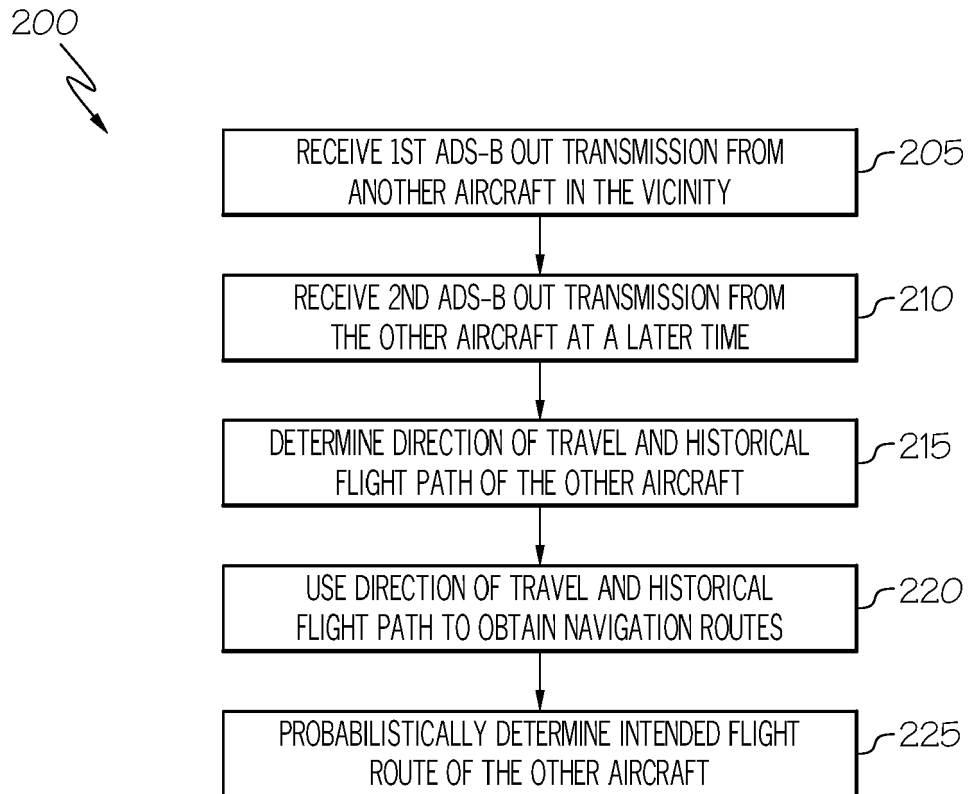 200
RECEIVE 1ST ADS-B OUT TRANSMISSION FROM
ANOTHER AIRCRAFT IN THE VICINITY
205
RECEIVE 2ND ADS-B OUT TRANSMISSION FROM
THE OTHER AIRCRAFT AT A LATER TIME
210
DETERMINE DIRECTION OF TRAVEL AND HISTORICAL
FLIGHT PATH OF THE OTHER AIRCRAFT
215
USE DIRECTION OF TRAVEL AND HISTORICAL
FLIGHT PATH TO OBTAIN NAVIGATION ROUTES
220
PROBABILISTICALLY DETERMINE INTENDED FLIGHT
ROUTE OF THE OTHER AIRCRAFT
225